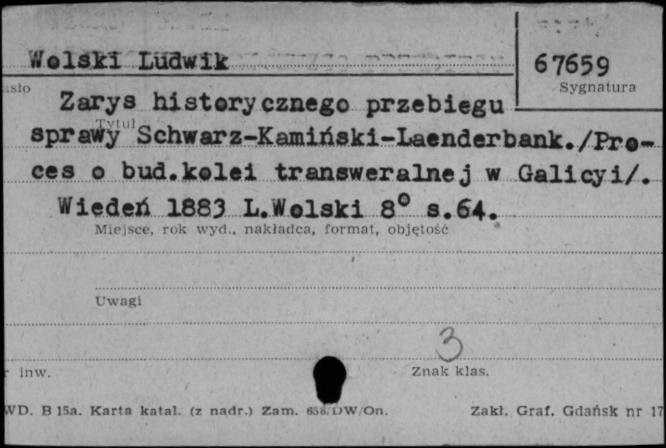 Wolski Ludwik
67659
Sygnatura
Zarys historycznego przebiegu
Tytuł
sprawy Schwarz-Kamiński-Laenderbank./Pro-
ces o bud.kolei transweralnej w Galicyi/.
Wiedeń 1883 L.Wolski 8° s.64.
Miejsce, rok wyd., nakładca, format, objętość
Uwagi
3
inw.
Znak klas.
WD. B 15a. Karta katal. (z nadr.) Zam. /DW/On.
Zakł. Graf. Gdańsk nr 17